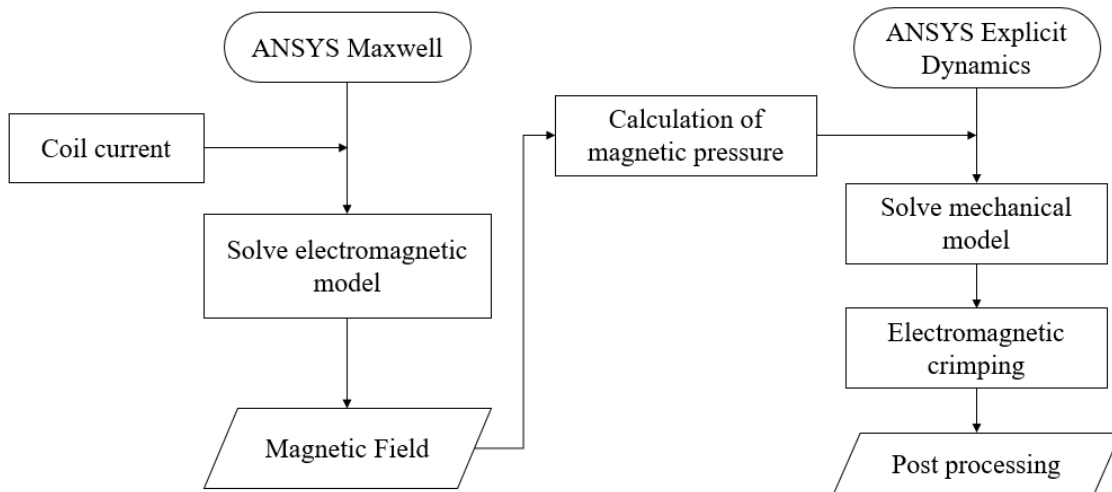 ANSYS Maxwell
Coil current
Solve electromagnetic
model
Magnetic Field
Calculation of
magnetic pressure
ANSYS Explicit
Dynamics
Solve mechanical
model
Electromagnetic
crimping
Post processing